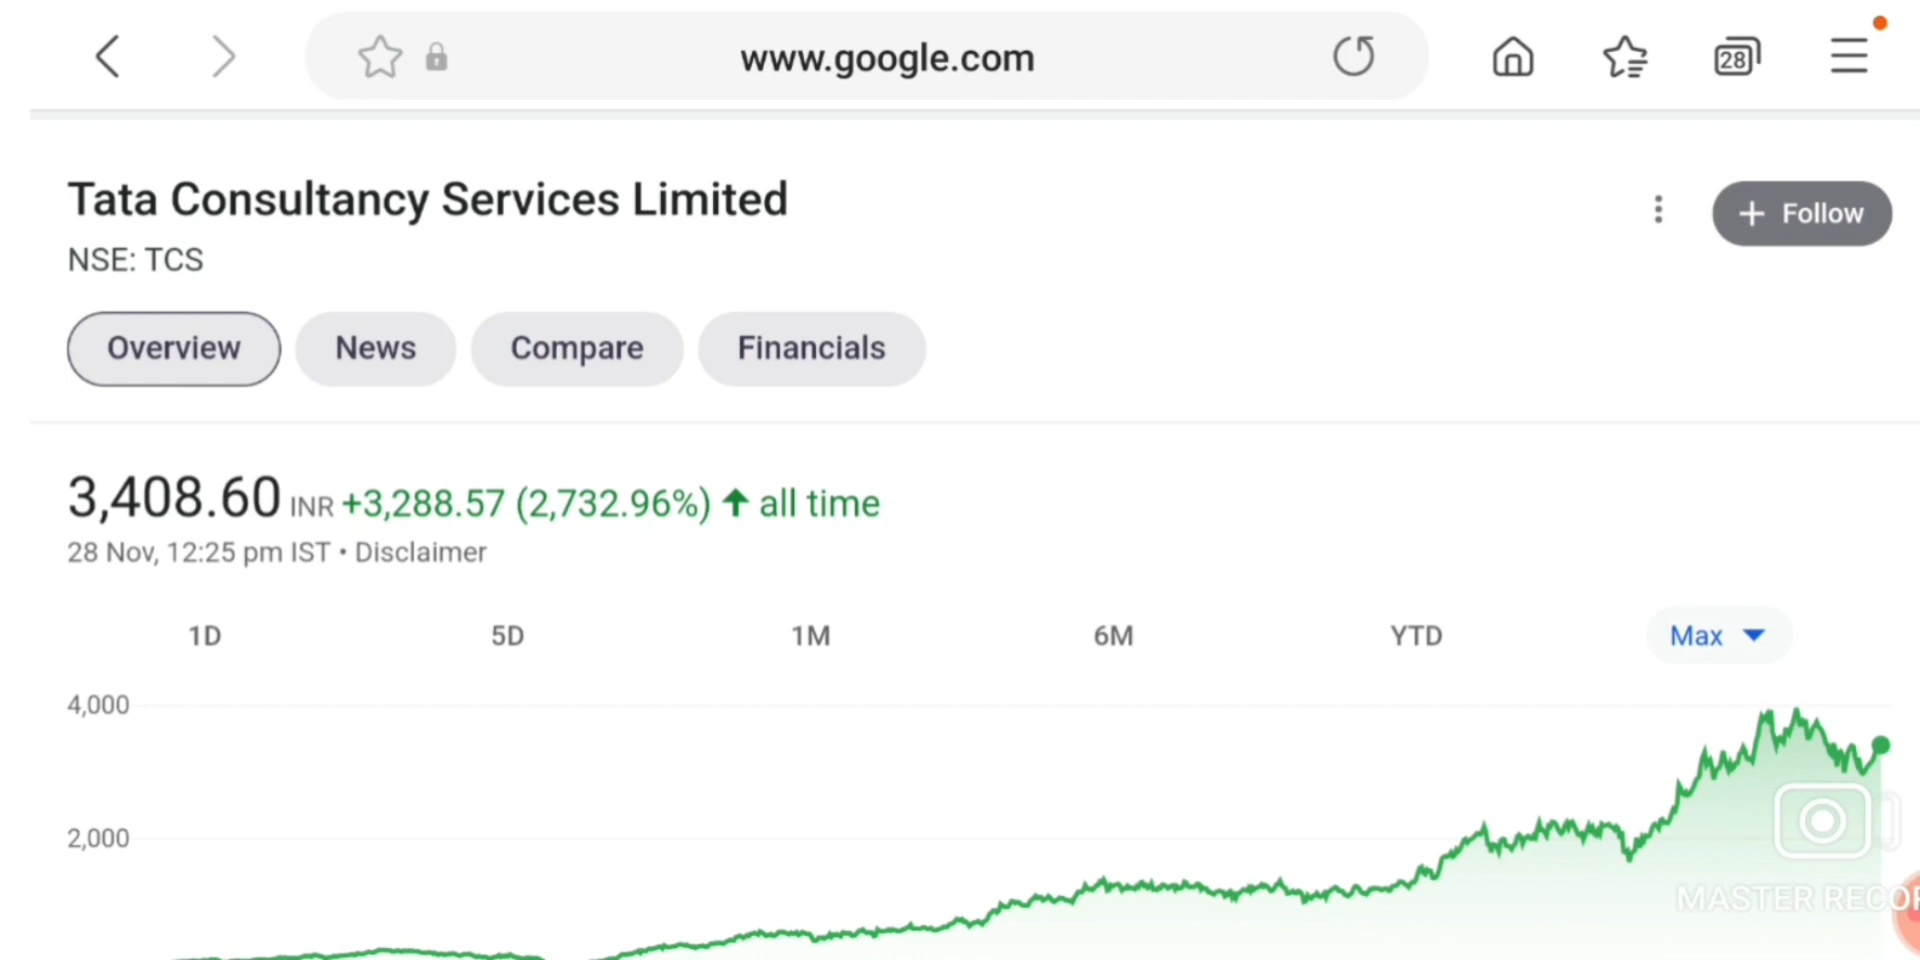 www.google.com
28
Tata Consultancy Services Limited
+ Follow
NSE: TCS
Overview
News
Compare
Financials
3,408.60 INR +3,288.57 (2,732.96%) ↑ all time
28 Nov, 12:25 pm IST • Disclaimer
1D
5D
1M
6M
YTD
Max
4,000
2,000
MASTER RECOR